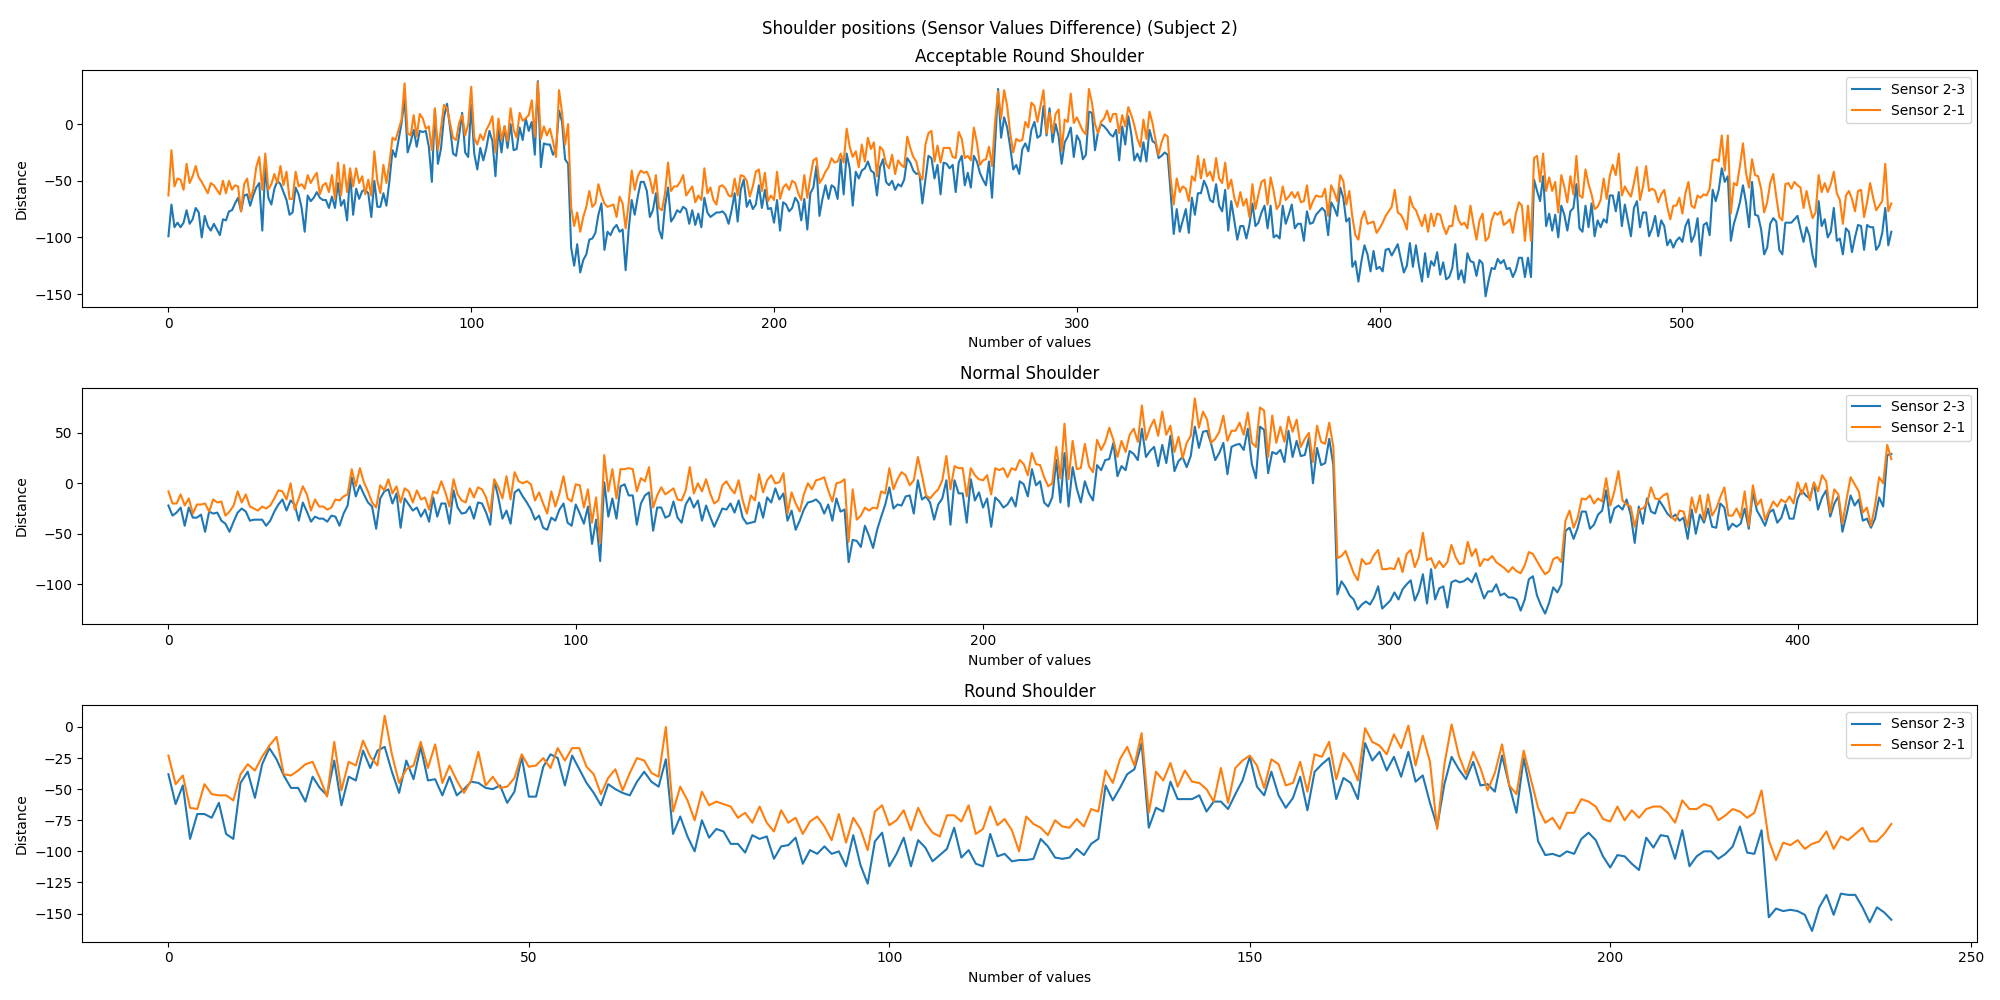 Shoulder positions (Sensor Values Difference) (Subject 2)
Acceptable Round Shoulder
Sensor 2-3
Sensor 2-1
Distance
0
−50
−100
−150
0 100 200 300 400 500
Number of values
Normal Shoulder
Sensor 2-3
Sensor 2-1
Distance
50
0
−50
−100
0 100 200 300 400
Number of values
Round Shoulder
Sensor 2-3
Sensor 2-1
Distance
0
−25
−50
−75
−100
−125
−150
0 50 100 150 200 250
Number of values